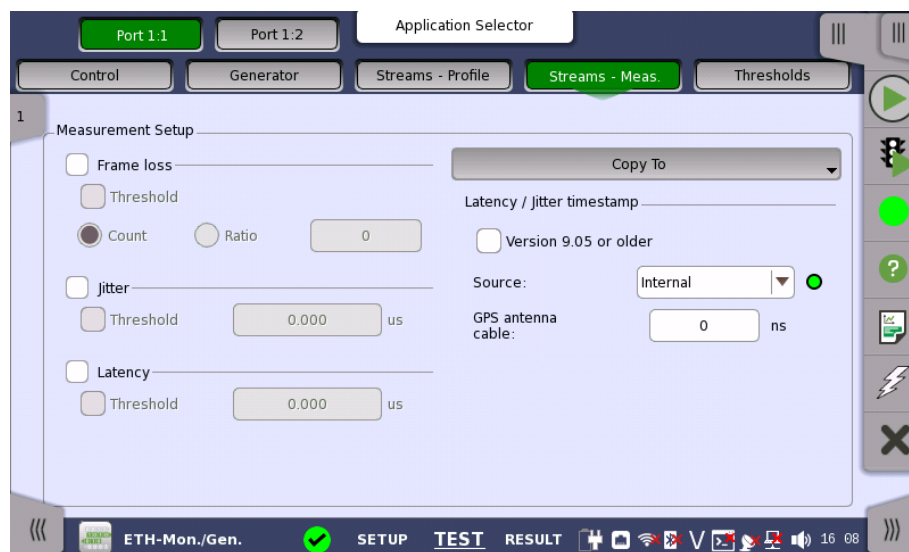 Port 1:1 Port 1:2 Application Selector
Control Generator Streams - Profile Streams - Meas. Thresholds
1
Measurement Setup
Frame loss
Threshold
Count Ratio 0
Jitter
Threshold 0.000 us
Latency
Threshold 0.000 us
Copy To
Latency / Jitter timestamp
Version 9.05 or older
Source: Internal
GPS antenna
cable: 0 ns
ETH-Mon./Gen. SETUP TEST RESULT 16 08